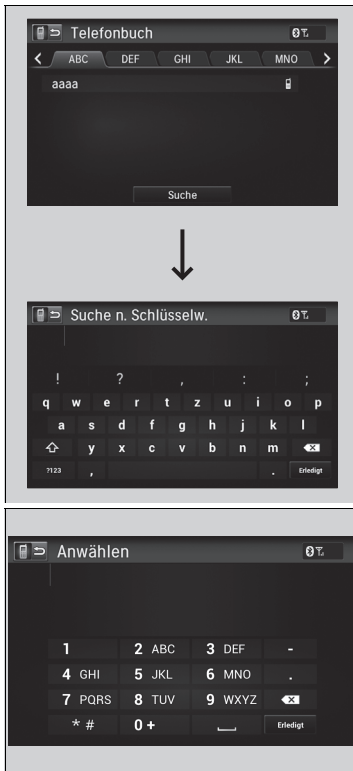 Telefonbuch
ABC DEF GHI JKL MNO
aaaa
Suche
Suche n. Schlüsselw.
! ? , : ;
q w e r t z u i o p
a s d f g h j k l
y x c v b n m
?123 , . Erledigt
Anwählen
1 2 ABC 3 DEF -
4 GHI 5 JKL 6 MNO .
7 PQRS 8 TUV 9 WXYZ
* # 0 + Erledigt